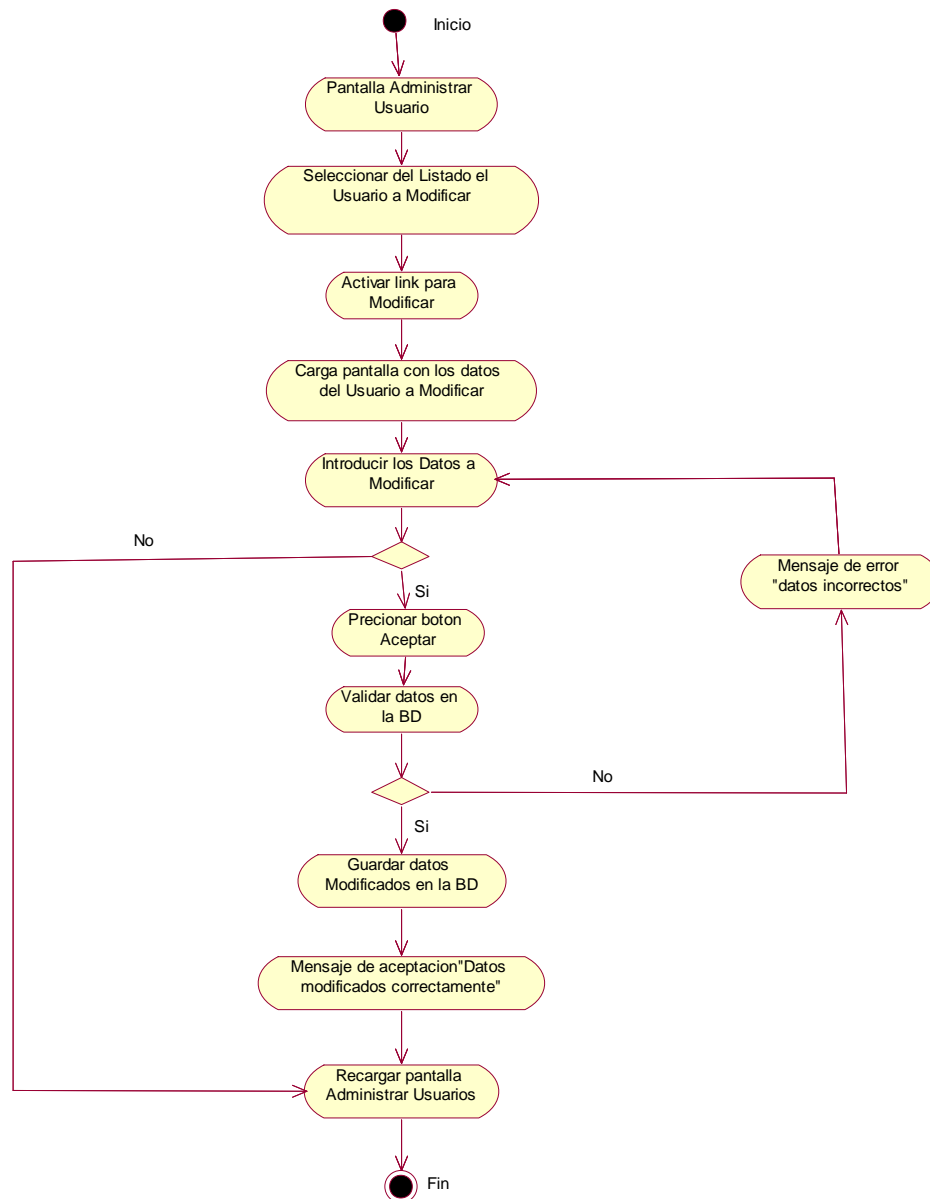 Inicio
Pantalla Administrar
Usuario
Seleccionar del Listado el
Usuario a Modificar
Activar link para
Modificar
Carga pantalla con los datos
del Usuario a Modificar
Introducir los Datos a
Modificar
No
Mensaje de error
"datos incorrectos"
Si
Precionar boton
Aceptar
Validar datos en
la BD
No
Si
Guardar datos
Modificados en la BD
Mensaje de aceptacion"Datos
modificados correctamente"
Recargar pantalla
Administrar Usuarios
Fin